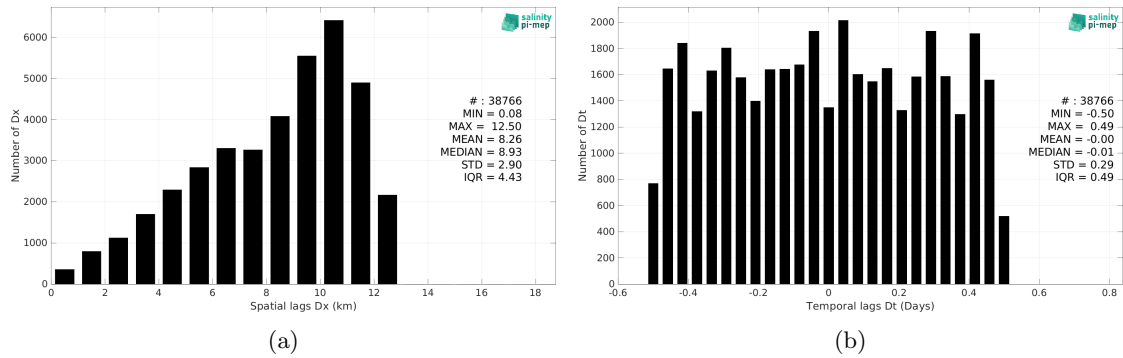 salinity
pi-mep
6000
5000
4000
3000
2000
1000
0
Number of Dx
# : 38766
MIN = 0.08
MAX = 12.50
MEAN = 8.26
MEDIAN = 8.93
STD = 2.90
IQR = 4.43
0 2 4 6 8 10 12 14 16 18
Spatial lags Dx (km)
(a)
salinity
pi-mep
2000
1800
1600
1400
1200
1000
800
600
400
200
0
Number of Dt
# : 38766
MIN = -0.50
MAX = 0.49
MEAN = -0.00
MEDIAN = -0.01
STD = 0.29
IQR = 0.49
-0.6 -0.4 -0.2 0 0.2 0.4 0.6 0.8
Temporal lags Dt (Days)
(b)